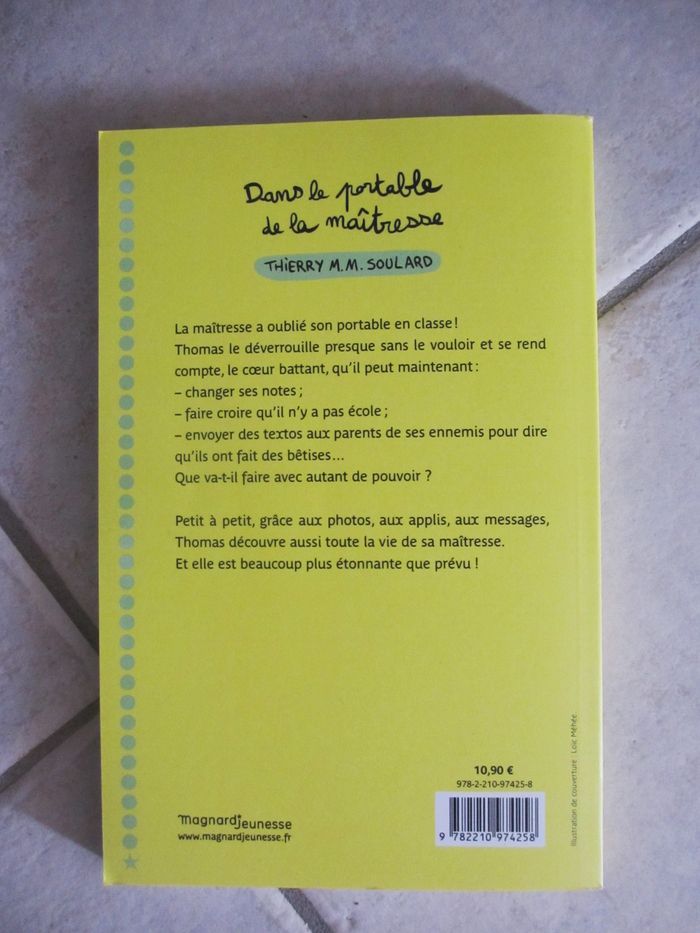 Dans le portable
de la maîtresse
THIERRY M.M. SOULARD
La maîtresse a oublié son portable en classe !
Thomas le déverrouille presque sans le vouloir et se rend
compte, le cœur battant, qu'il peut maintenant :
– changer ses notes ;
– faire croire qu'il n'y a pas école ;
– envoyer des textos aux parents de ses ennemis pour dire
qu'ils ont fait des bêtises...
Que va-t-il faire avec autant de pouvoir ?
Petit à petit, grâce aux photos, aux applis, aux messages,
Thomas découvre aussi toute la vie de sa maîtresse.
Et elle est beaucoup plus étonnante que prévu !
Illustration de couverture : Loïc Méhée
10,90 €
978-2-210-97425-8
9 782210 974258
magnard jeunesse
www.magnardjeunesse.fr